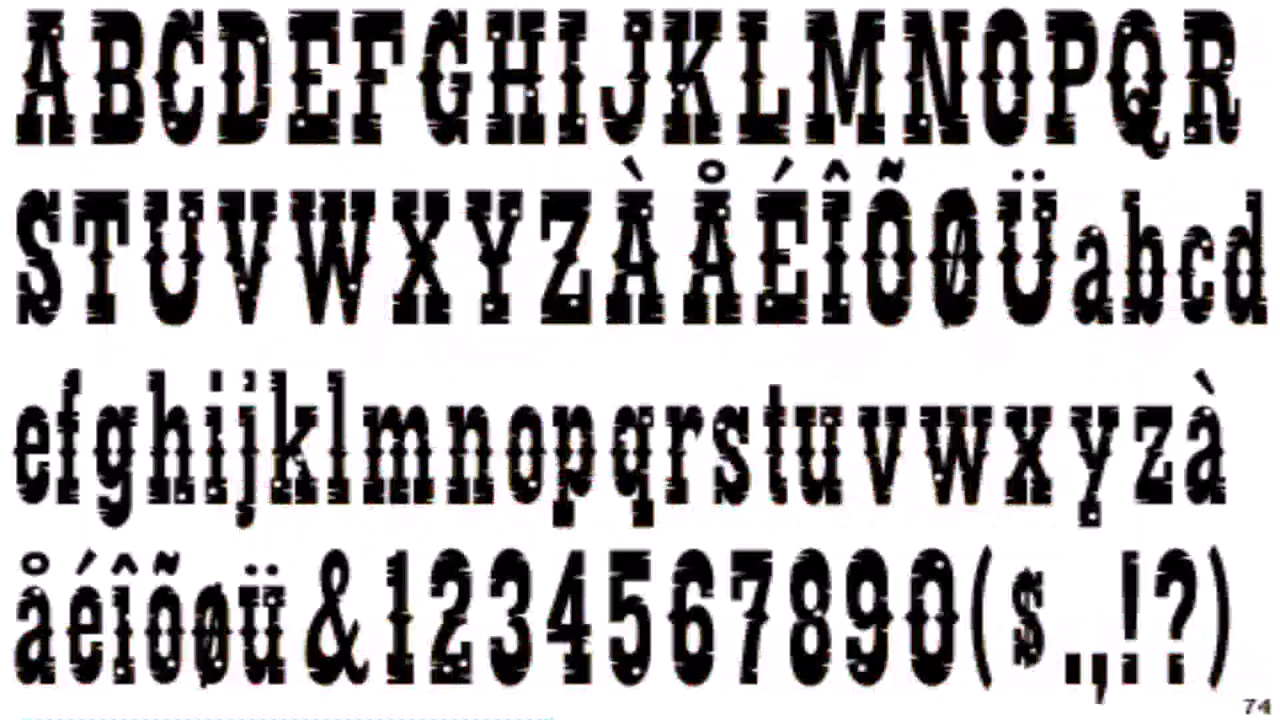 ABCDEFGHIJKLMNOPQR
STUVWXYZÀÅÉÎÕØÜabcd
efghijklmnopqrstuvwxyzà
åéîõøü&1234567890($.,!?)
74